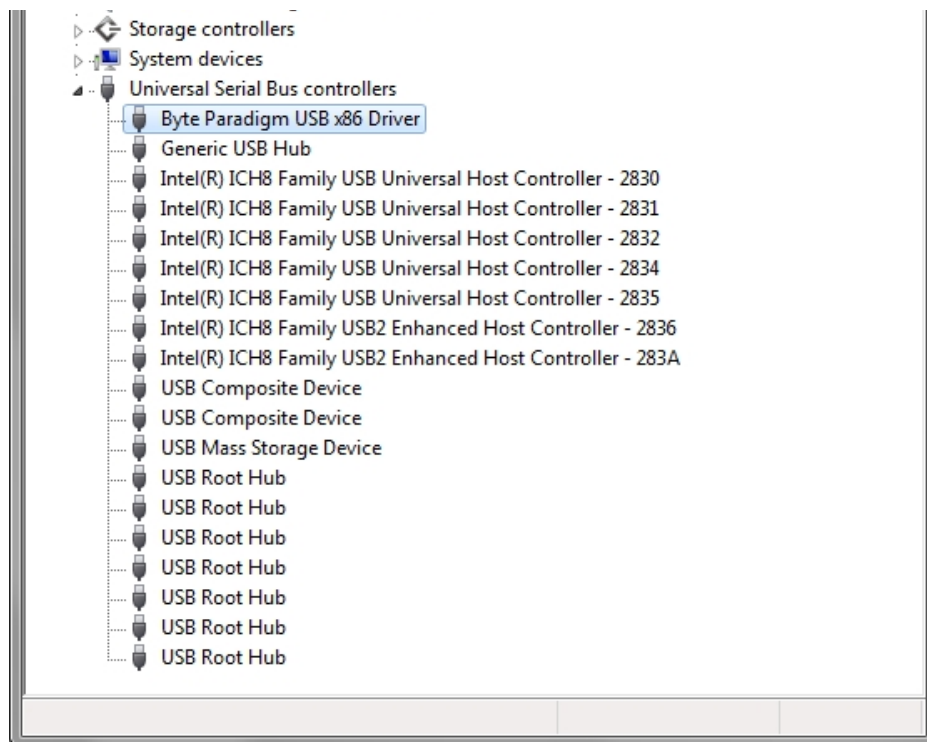 Storage controllers
System devices
Universal Serial Bus controllers
Byte Paradigm USB x86 Driver
Generic USB Hub
Intel(R) ICH8 Family USB Universal Host Controller - 2830
Intel(R) ICH8 Family USB Universal Host Controller - 2831
Intel(R) ICH8 Family USB Universal Host Controller - 2832
Intel(R) ICH8 Family USB Universal Host Controller - 2834
Intel(R) ICH8 Family USB Universal Host Controller - 2835
Intel(R) ICH8 Family USB2 Enhanced Host Controller - 2836
Intel(R) ICH8 Family USB2 Enhanced Host Controller - 283A
USB Composite Device
USB Composite Device
USB Mass Storage Device
USB Root Hub
USB Root Hub
USB Root Hub
USB Root Hub
USB Root Hub
USB Root Hub
USB Root Hub